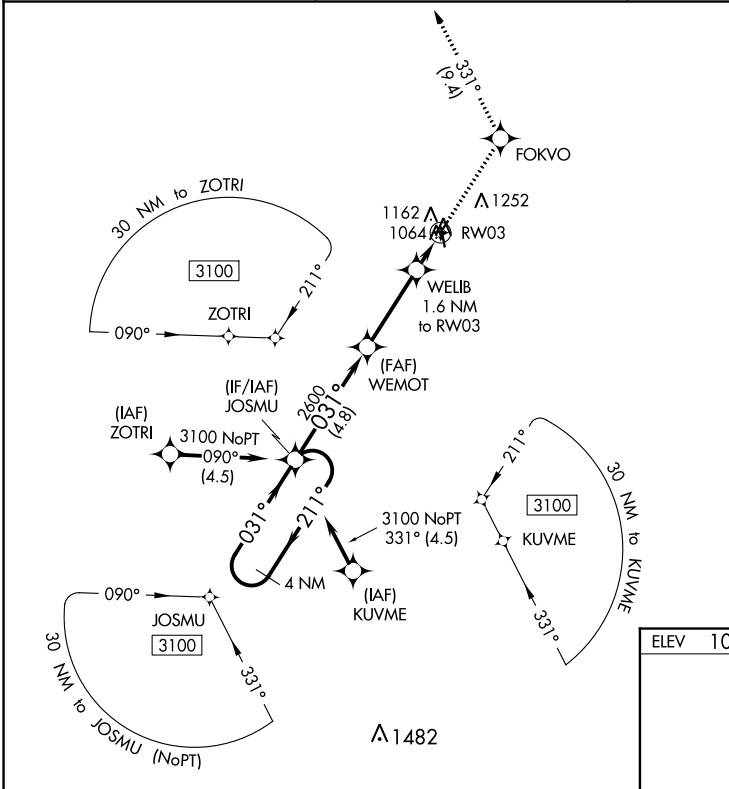 331°
(9.4)
FOKVO
30 NM to ZOTRI
1252
1162
1064
RW03
3100
211°
WELIB
1.6 NM
to RW03
ZOTRI
090°
(FAF)
WEMOT
(IF/IAF)
JOSMU
2600
031°
(4.8)
(IAF)
ZOTRI
3100 NoPT
090°
(4.5)
211°
30 NM to KUVME
3100
KUVME
331°
031°
211°
3100 NoPT
331° (4.5)
4 NM
(IAF)
KUVME
090°
JOSMU
3100
331°
30 NM to JOSMU (NoPT)
ELEV 10
1482